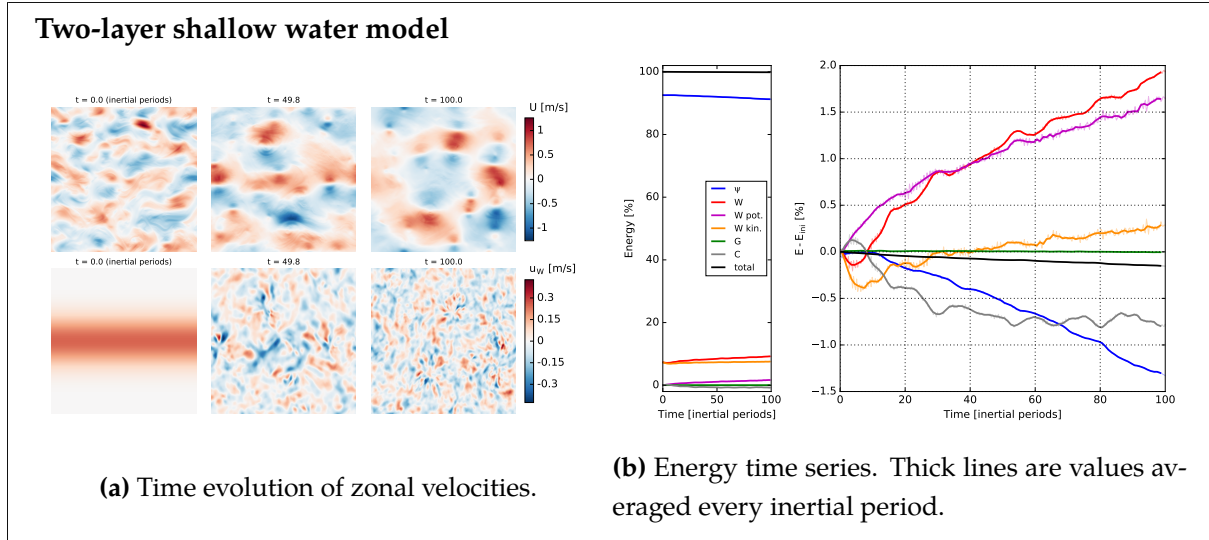 Two-layer shallow water model
t = 0.0 (inertial periods)
t = 49.8
t = 100.0
U [m/s]
1
0.5
0
-0.5
-1
t = 0.0 (inertial periods)
t = 49.8
t = 100.0
uw [m/s]
0.3
0.15
0
-0.15
-0.3
(a) Time evolution of zonal velocities.
100
80
60
40
20
0
Energy [%]
0 50 100
Time [inertial periods]
ψ
W
W pot.
W kin.
G
C
total
2.0
1.5
1.0
0.5
0.0
−0.5
−1.0
−1.5
E - Eini [%]
0 20 40 60 80 100
Time [inertial periods]
(b) Energy time series. Thick lines are values av-
eraged every inertial period.